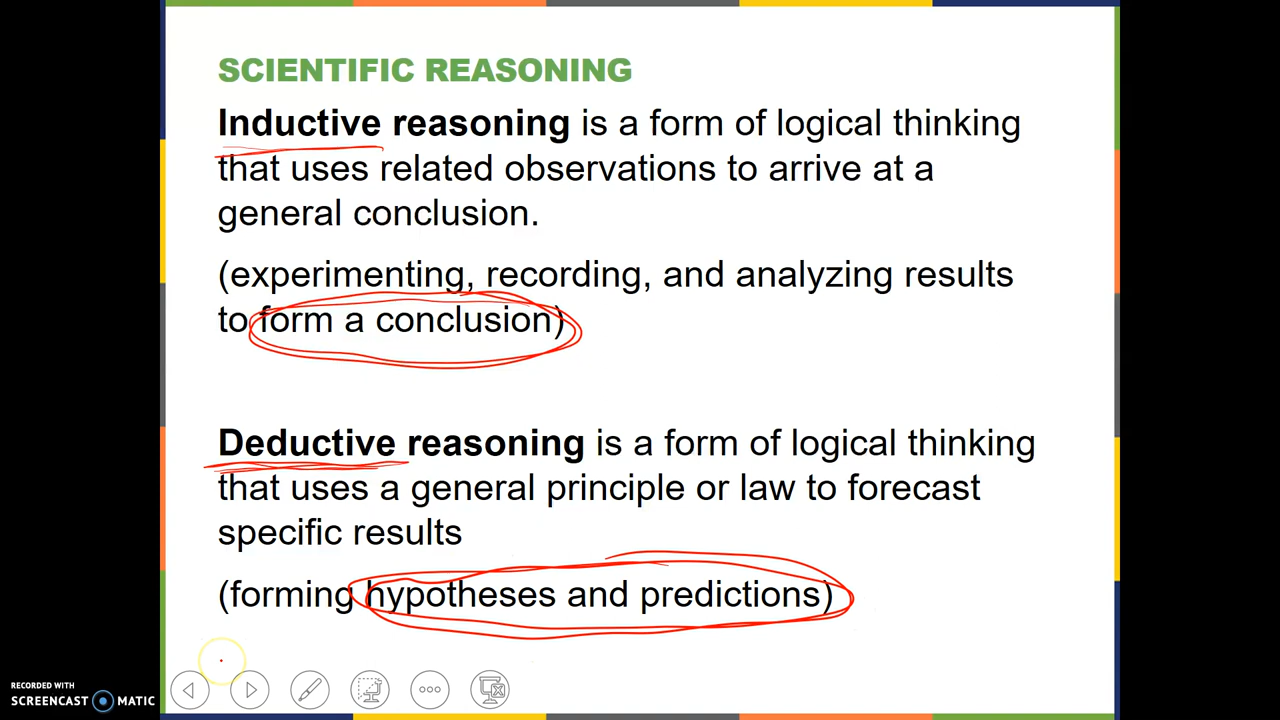 SCIENTIFIC REASONING
Inductive reasoning is a form of logical thinking
that uses related observations to arrive at a
general conclusion.
(experimenting, recording, and analyzing results
to form a conclusion)
Deductive reasoning is a form of logical thinking
that uses a general principle or law to forecast
specific results
(forming hypotheses and predictions)
RECORDED WITH
SCREENCAST MATIC